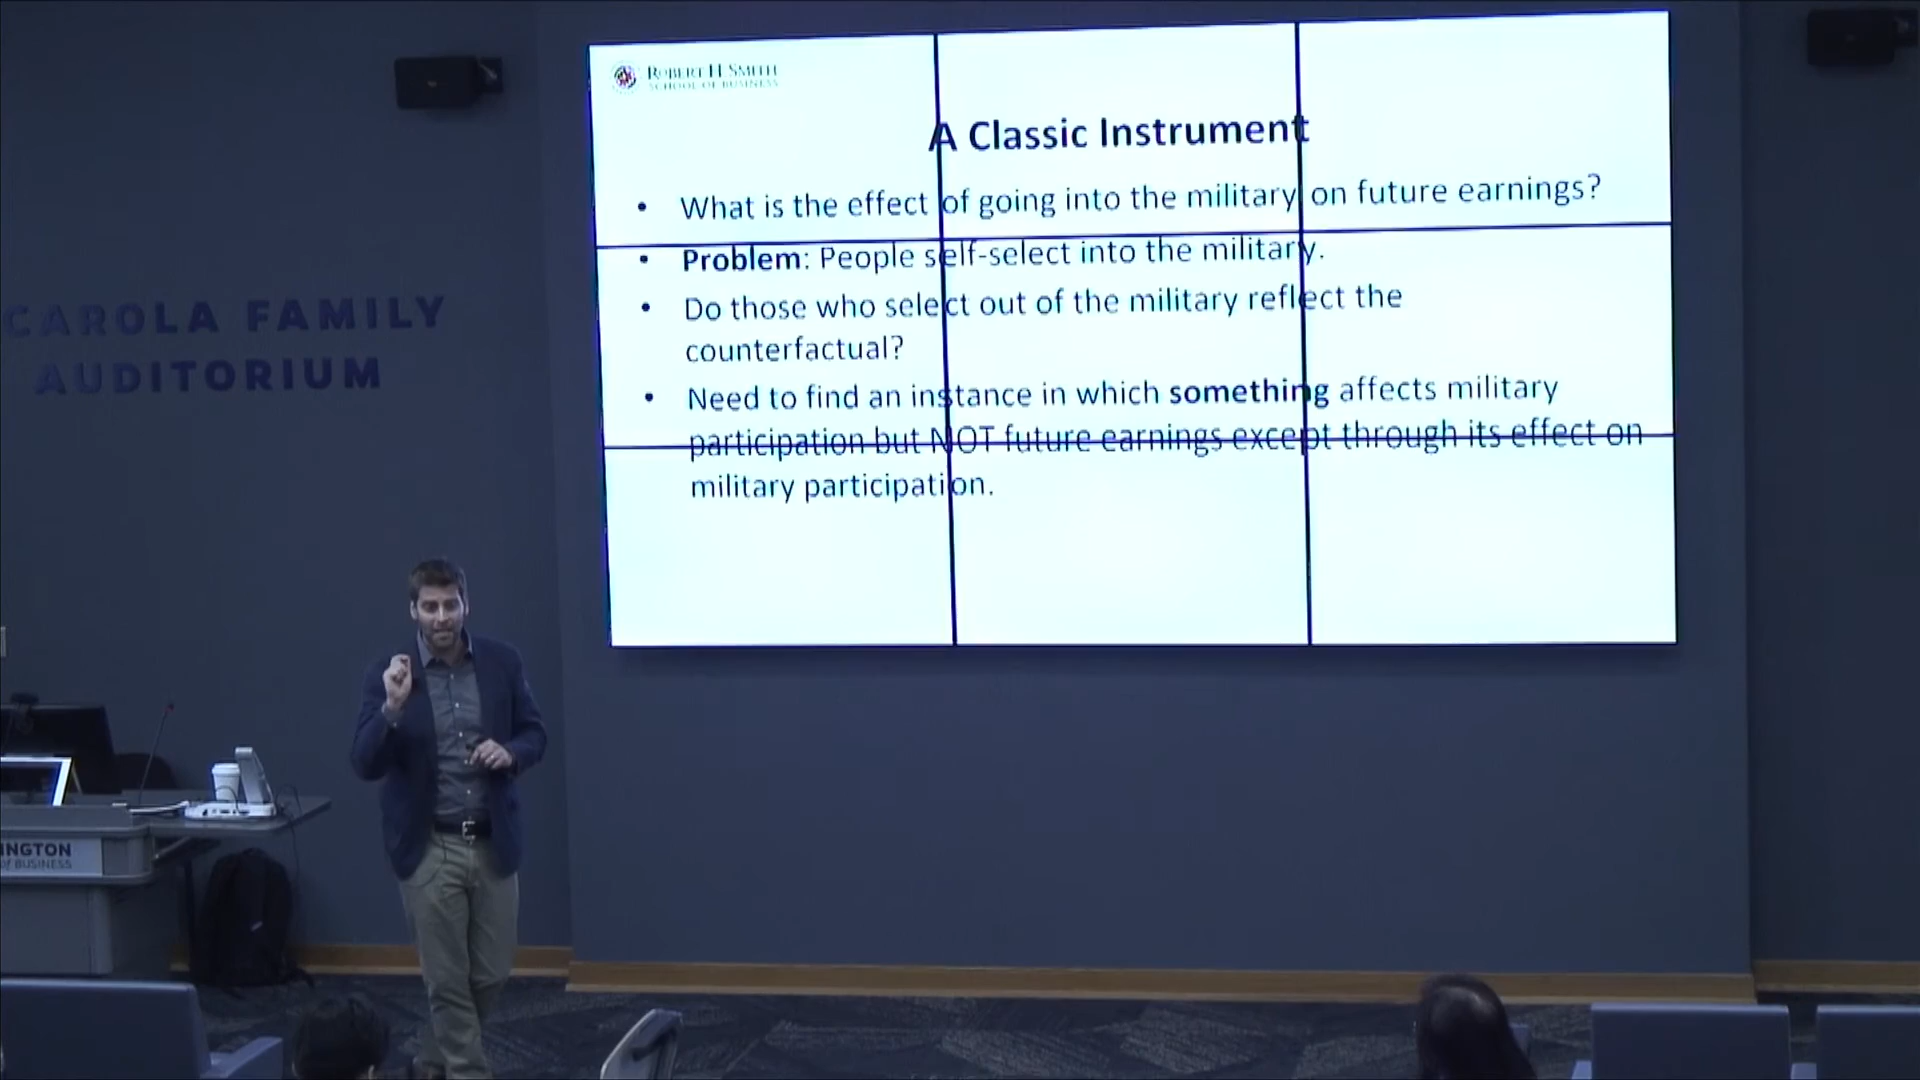 ROBERT H. SMITH
SCHOOL OF BUSINESS
A Classic Instrument
• What is the effect of going into the military on future earnings?
• Problem: People self-select into the military.
• Do those who select out of the military reflect the
counterfactual?
• Need to find an instance in which something affects military
participation but NOT future earnings except through its effect on
military participation.
CAROLA FAMILY
AUDITORIUM
INGTON
of BUSINESS